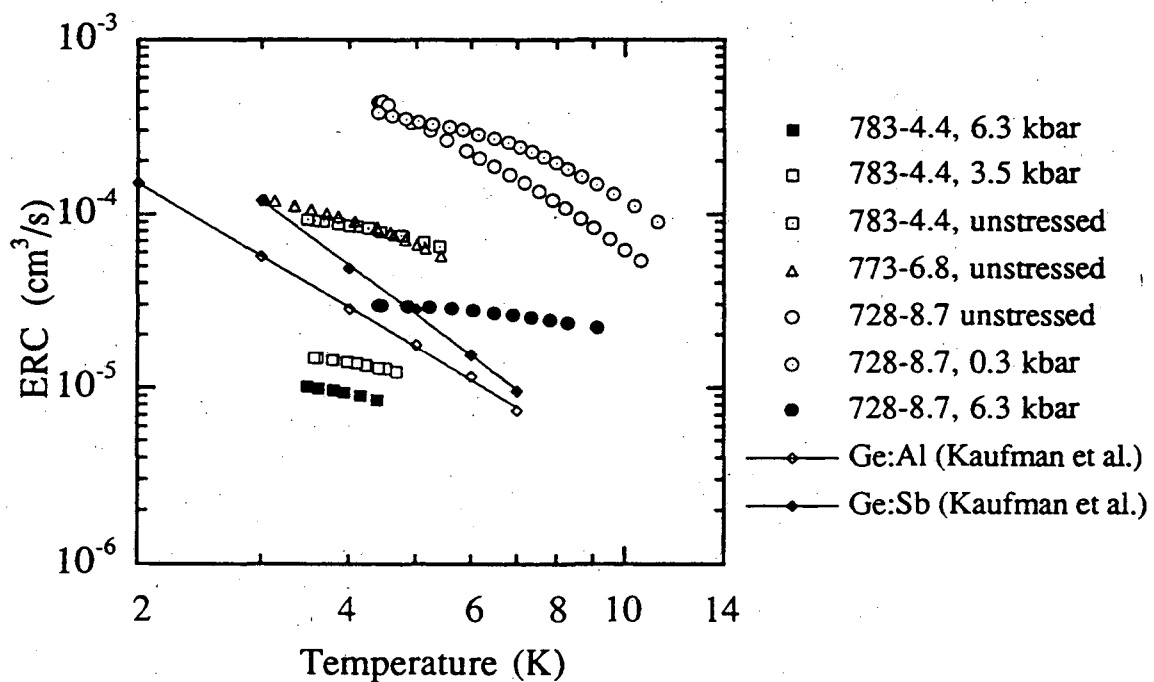 10-3
10-4
10-5
10-6
ERC (cm3/s)
2
4
6
8
10
14
Temperature (K)
783-4.4, 6.3 kbar
783-4.4, 3.5 kbar
783-4.4, unstressed
773-6.8, unstressed
728-8.7 unstressed
728-8.7, 0.3 kbar
728-8.7, 6.3 kbar
Ge:Al (Kaufman et al.)
Ge:Sb (Kaufman et al.)